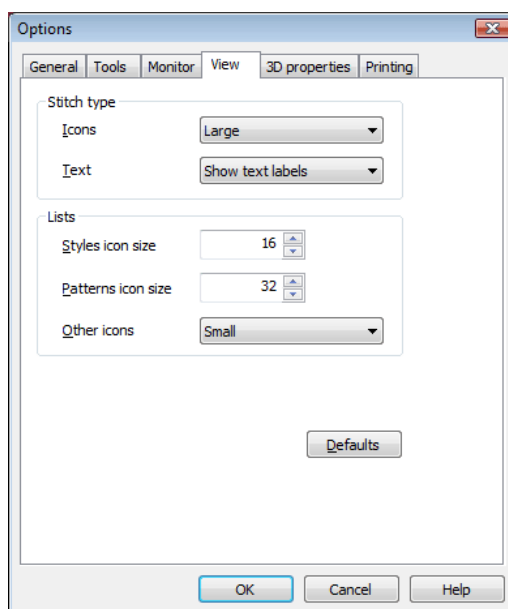 Options
General Tools Monitor View 3D properties Printing
Stitch type
Icons Large
Text Show text labels
Lists
Styles icon size 16
Patterns icon size 32
Other icons Small
Defaults
OK Cancel Help